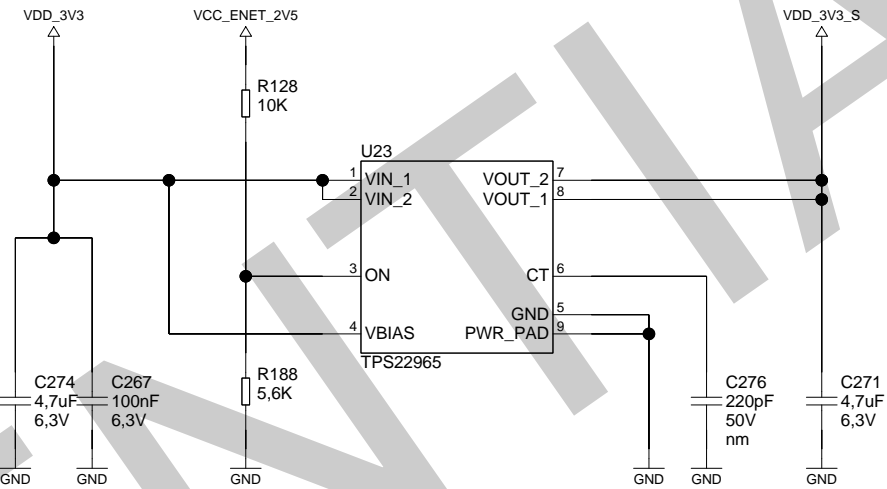 VDD_3V3
VCC_ENET_2V5
VDD_3V3_S
R128
10K
U23
1 VIN_1
2 VIN_2
3 ON
4 VBIAS
VOUT_2 7
VOUT_1 8
CT 6
GND 5
PWR_PAD 9
TPS22965
C274
4,7uF
6,3V
C267
100nF
6,3V
R188
5,6K
C276
220pF
50V
nm
C271
4,7uF
6,3V
GND
GND
GND
GND
GND
GND